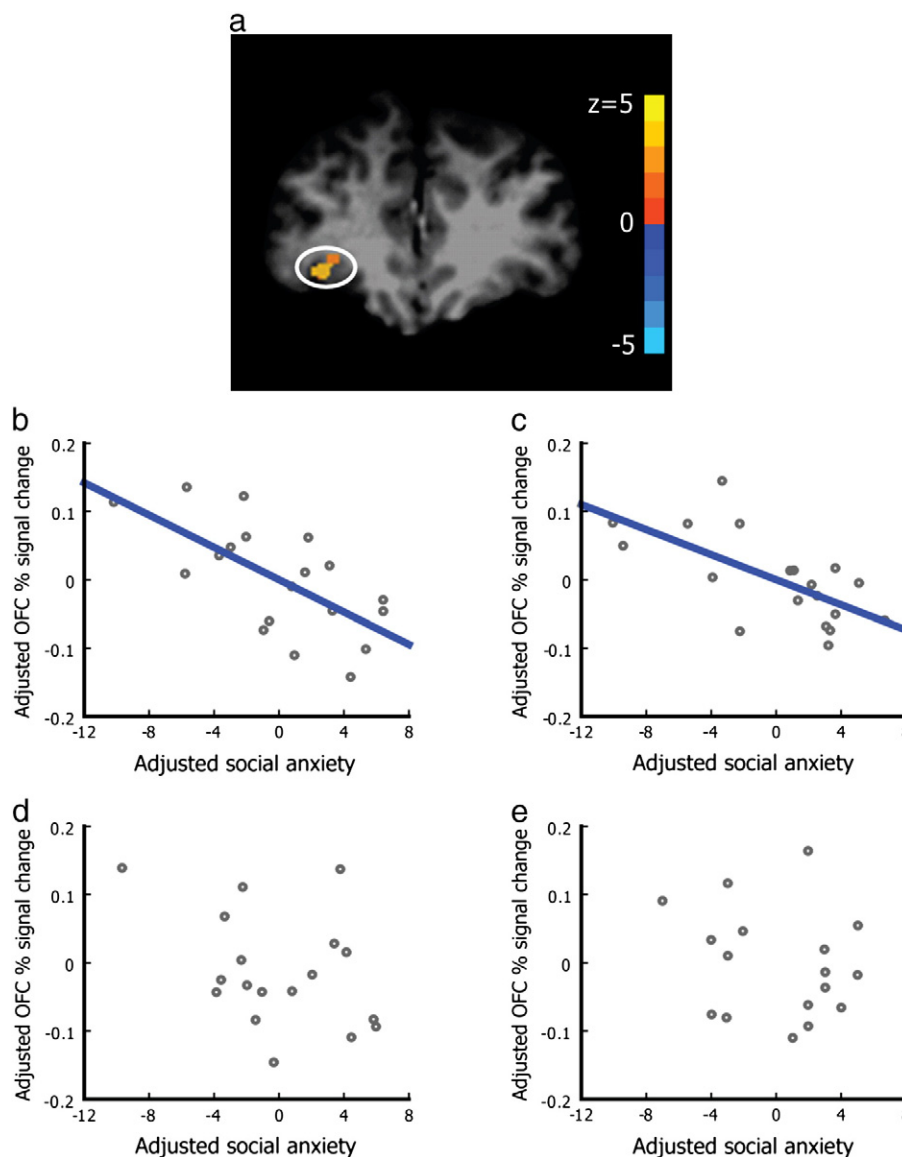 a
z=5
0
-5
b
c
0.2
0.1
0
-0.1
-0.2
Adjusted OFC % signal change
-12 -8 -4 0 4 8
Adjusted social anxiety
0.2
0.1
0
-0.1
-0.2
Adjusted OFC % signal change
-12 -8 -4 0 4 8
Adjusted social anxiety
d
e
0.2
0.1
0
-0.1
-0.2
Adjusted OFC % signal change
-12 -8 -4 0 4 8
Adjusted social anxiety
0.2
0.1
0
-0.1
-0.2
Adjusted OFC % signal change
-12 -8 -4 0 4 8
Adjusted social anxiety